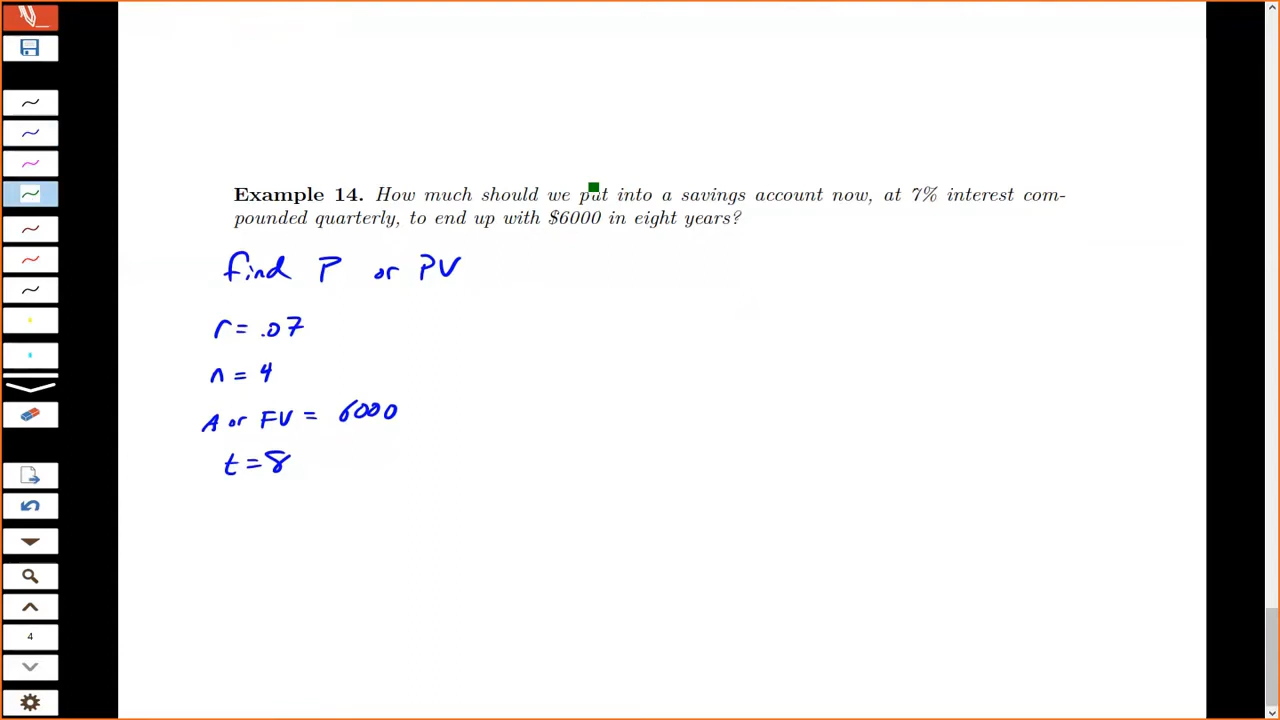 Example 14. How much should we put into a savings account now, at 7% interest com-
pounded quarterly, to end up with $6000 in eight years?
find P or PV
r = .07
n = 4
A or FV = 6000
t = 8
4